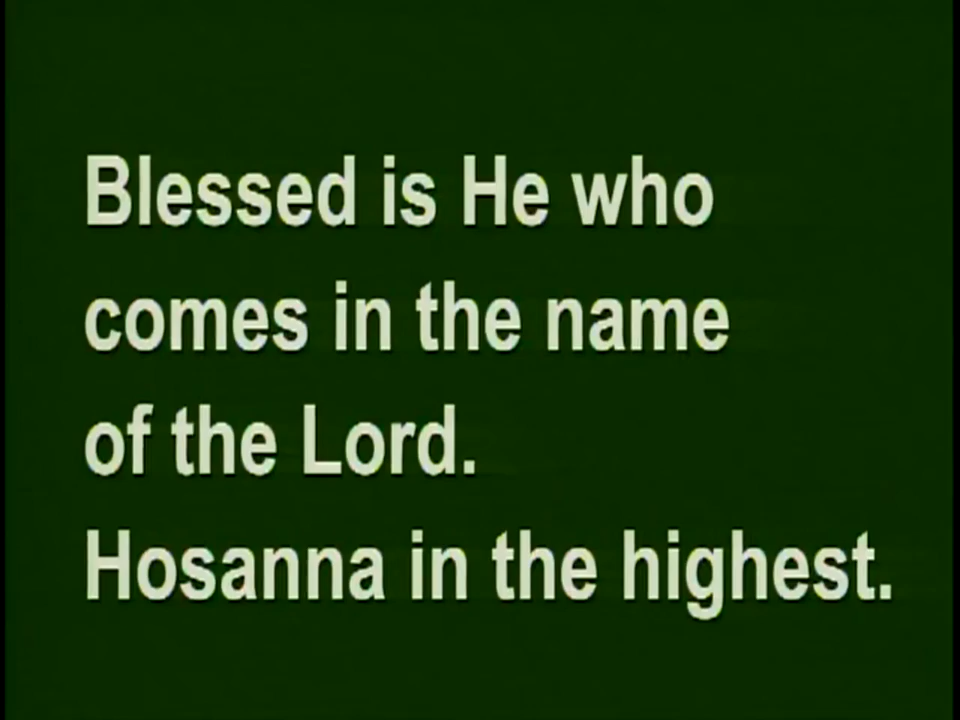 Blessed is He who
comes in the name
of the Lord.
Hosanna in the highest.